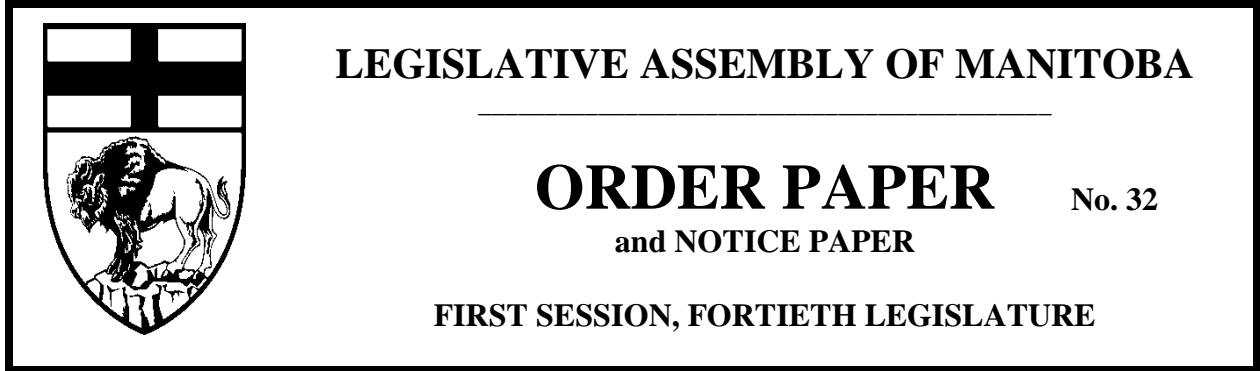 LEGISLATIVE ASSEMBLY OF MANITOBA
ORDER PAPER No. 32
and NOTICE PAPER
FIRST SESSION, FORTIETH LEGISLATURE